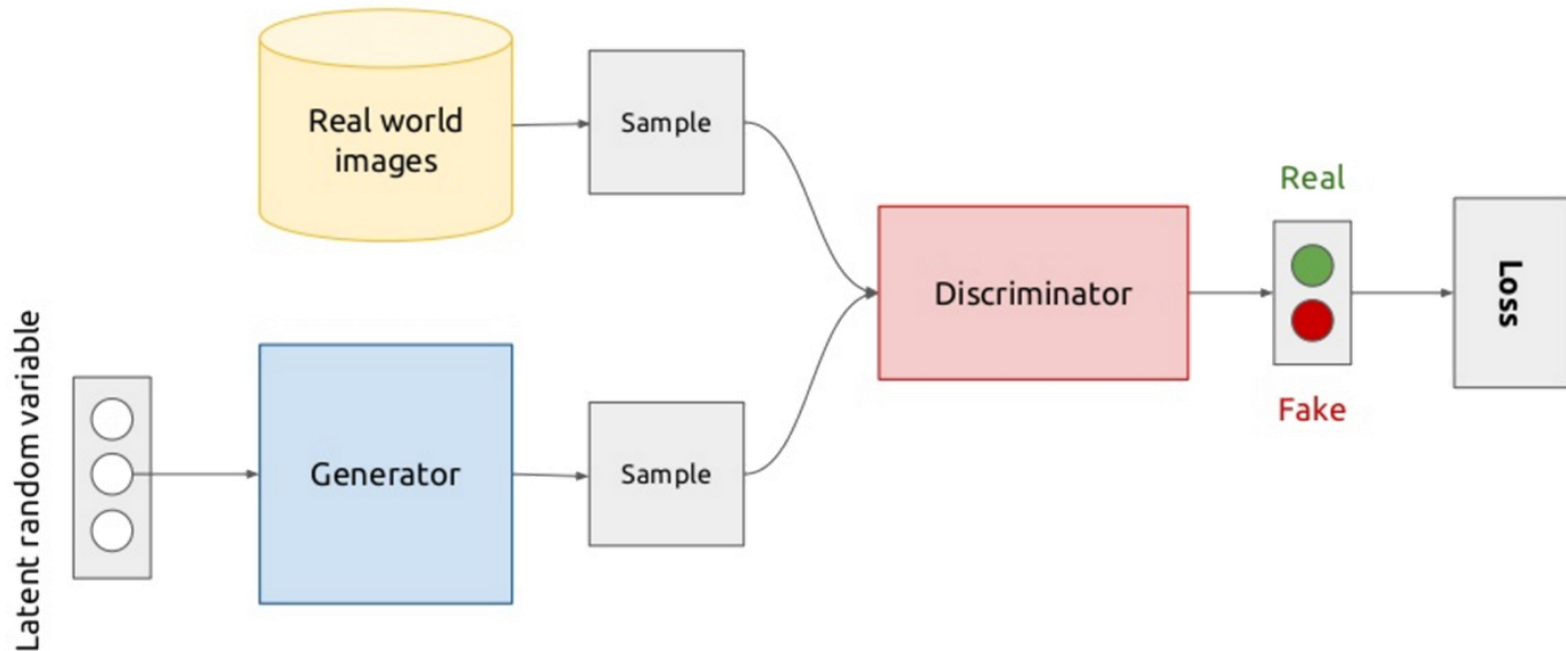 Real world
images
Sample
Real
Discriminator
Loss
Fake
Latent random variable
Generator
Sample